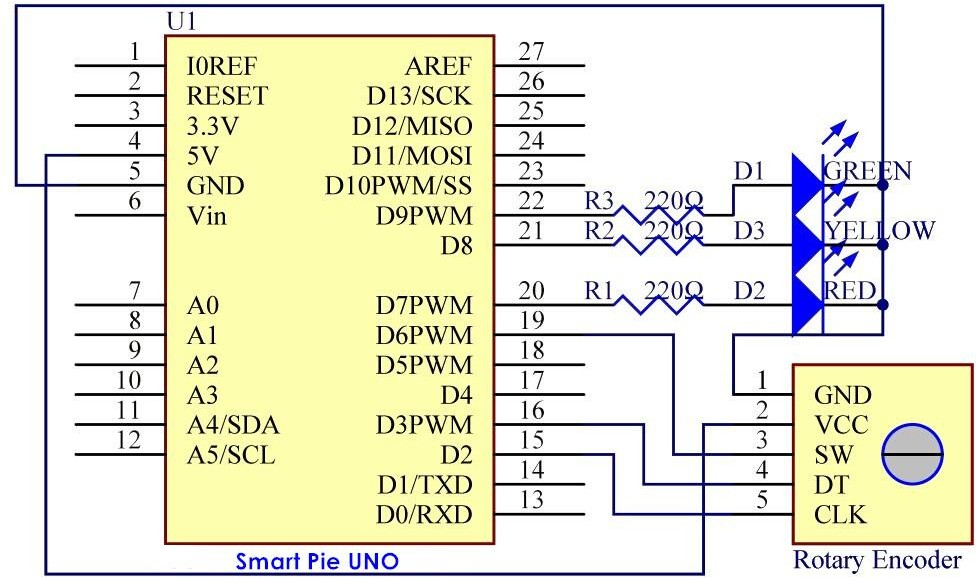 U1
1 I0REF AREF 27
2 RESET D13/SCK 26
3 3.3V D12/MISO 25
4 5V D11/MOSI 24
5 GND D10PWM/SS 23 D1 GREEN
6 Vin D9PWM 22 R3 220Ω
D8 21 R2 220Ω D3 YELLOW
7 A0 D7PWM 20 R1 220Ω D2 RED
8 A1 D6PWM 19
9 A2 D5PWM 18
10 A3 D4 17 1 GND
11 A4/SDA D3PWM 16 2 VCC
12 A5/SCL D2 15 3 SW
D1/TXD 14 4 DT
D0/RXD 13 5 CLK
Smart Pie UNO Rotary Encoder